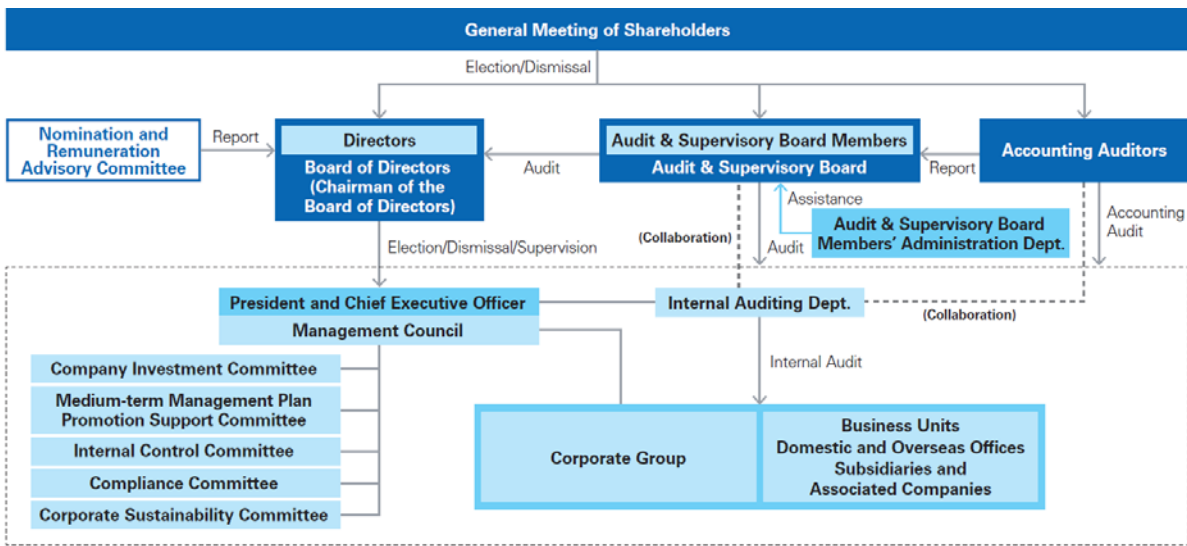 General Meeting of Shareholders
Election/Dismissal
Nomination and
Remuneration
Advisory Committee
Report
Directors
Board of Directors
(Chairman of the
Board of Directors)
Audit
Audit & Supervisory Board Members
Audit & Supervisory Board
Report
Accounting Auditors
Assistance
Audit & Supervisory Board
Members' Administration Dept.
Accounting
Audit
(Collaboration)
Audit
Election/Dismissal/Supervision
President and Chief Executive Officer
Management Council
Internal Auditing Dept.
(Collaboration)
Internal Audit
Company Investment Committee
Medium-term Management Plan
Promotion Support Committee
Internal Control Committee
Compliance Committee
Corporate Sustainability Committee
Corporate Group
Business Units
Domestic and Overseas Offices
Subsidiaries and
Associated Companies